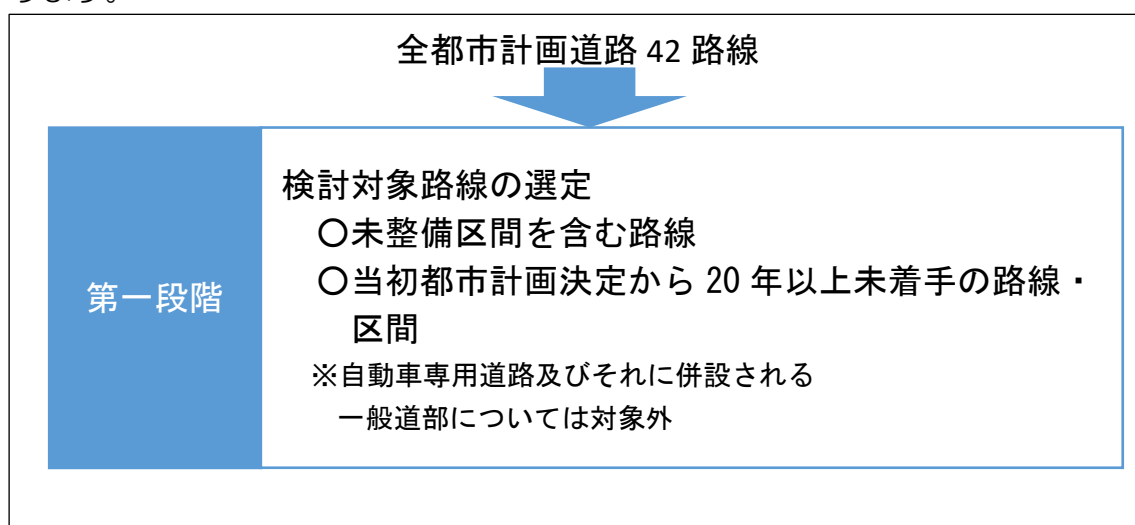 全都市計画道路 42 路線
第一段階
検討対象路線の選定
〇未整備区間を含む路線
〇当初都市計画決定から 20 年以上未着手の路線・
区間
※自動車専用道路及びそれに併設される
一般道部については対象外